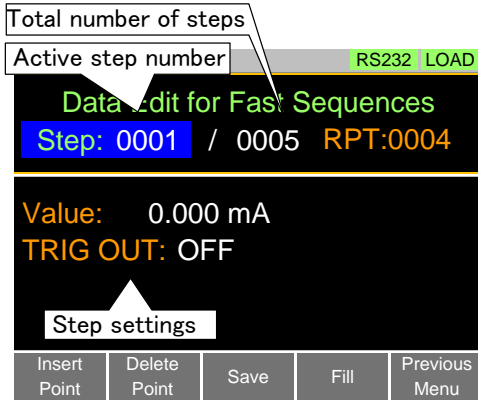 Total number of steps
Active step number
RS232 LOAD
Data Edit for Fast Sequences
Step: 0001 / 0005 RPT:0004
Value: 0.000 mA
TRIG OUT: OFF
Step settings
Insert Point
Delete Point
Save
Fill
Previous Menu